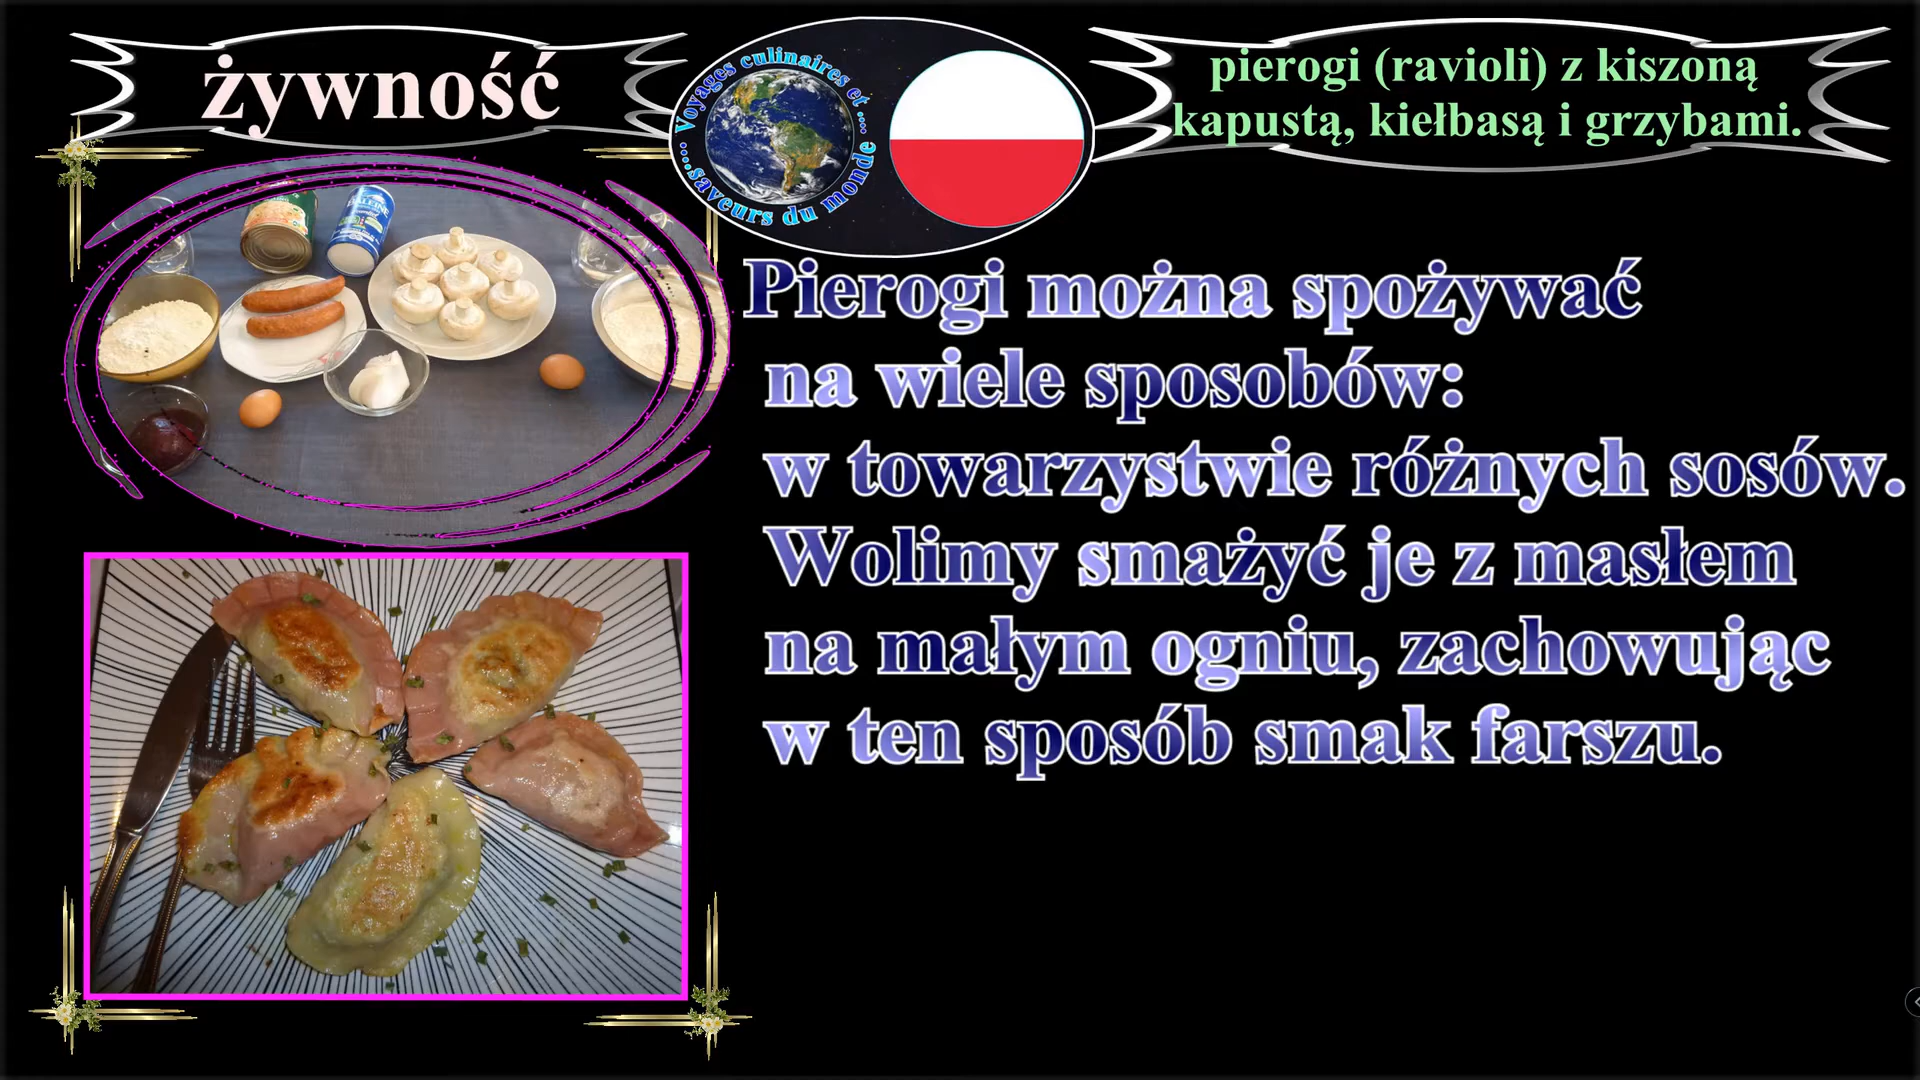 żywność
Voyages culinaires et ....
....saveurs du monde
pierogi (ravioli) z kiszoną
kapustą, kiełbasą i grzybami.
Pierogi można spożywać
na wiele sposobów:
w towarzystwie różnych sosów.
Wolimy smażyć je z masłem
na małym ogniu, zachowując
w ten sposób smak farszu.